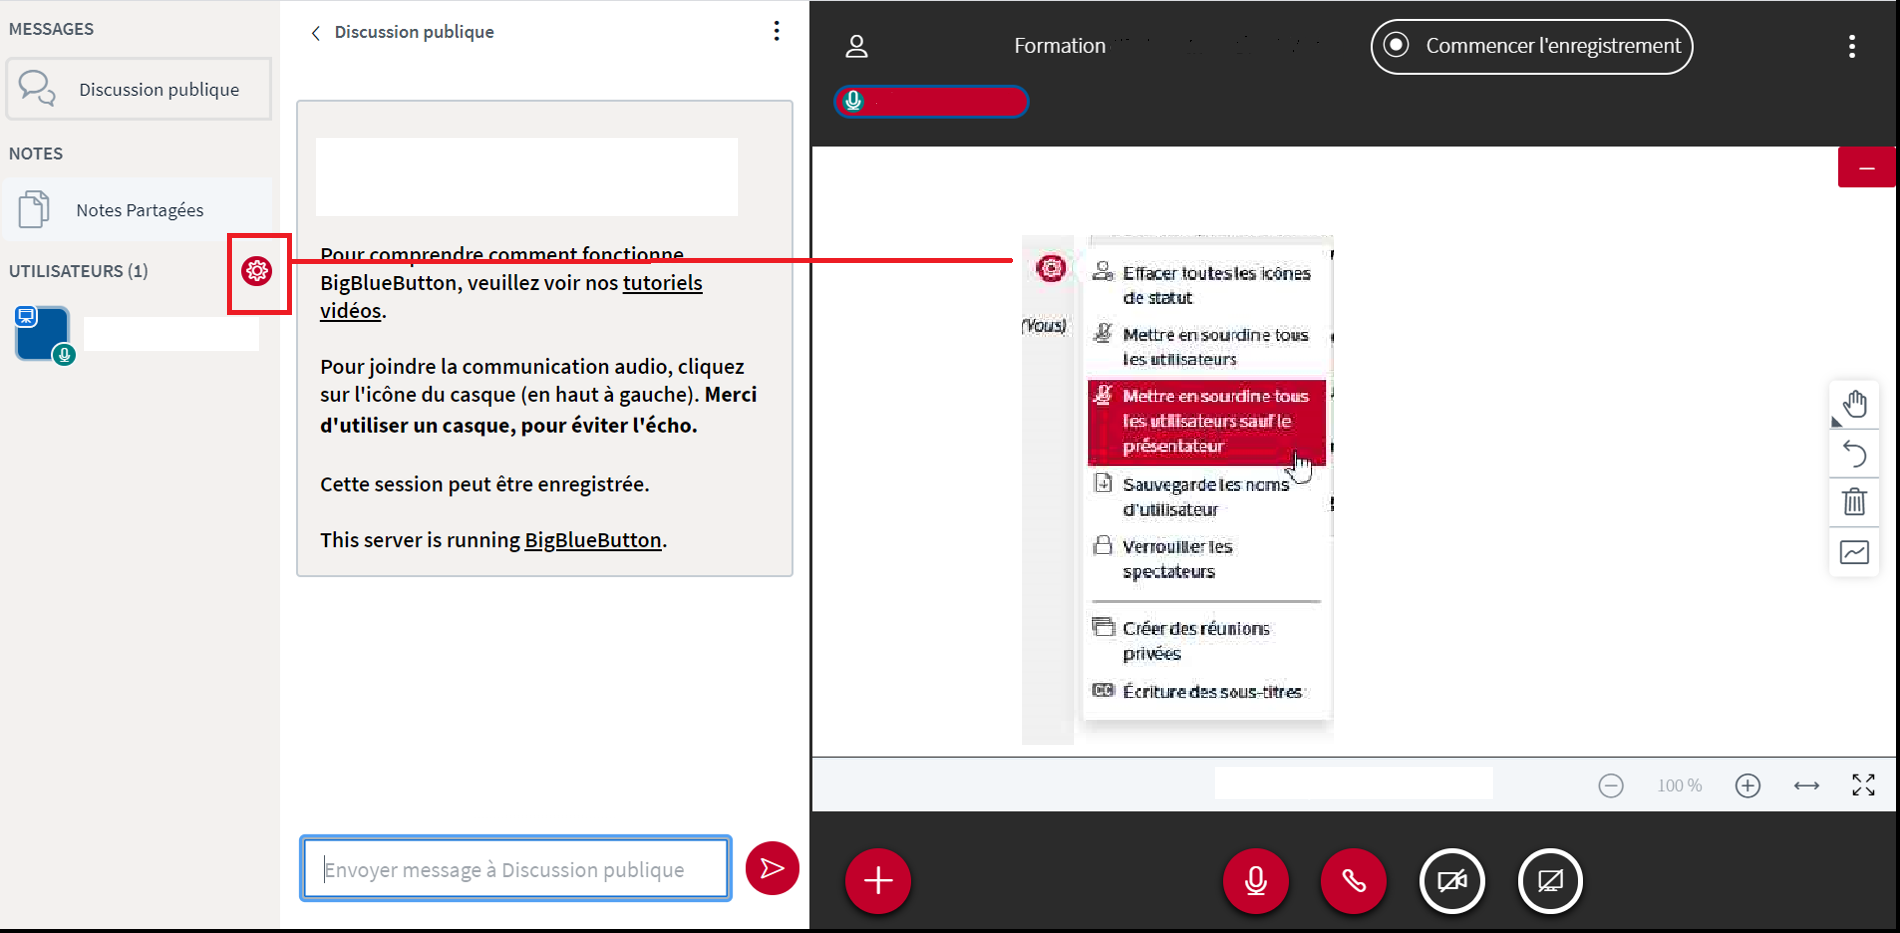 MESSAGES
Discussion publique
NOTES
Notes Partagées
UTILISATEURS (1)
Discussion publique
Pour comprendre comment fonctionne
BigBlueButton, veuillez voir nos tutoriels
vidéos.
Pour joindre la communication audio, cliquez
sur l'icône du casque (en haut à gauche). Merci
d'utiliser un casque, pour éviter l'écho.
Cette session peut être enregistrée.
This server is running BigBlueButton.
Envoyer message à Discussion publique
Formation
Commencer l'enregistrement
(Vous)
Effacer toutes les icônes
de statut
Mettre en sourdine tous
les utilisateurs
Mettre en sourdine tous
les utilisateurs sauf le
présentateur
Sauvegarde les noms
d'utilisateur
Verrouiller les
spectateurs
Créer des réunions
privées
CC Écriture des sous-titres
100 %